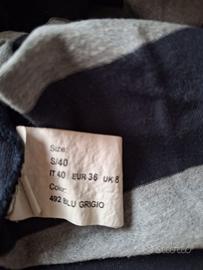 Size:
S/40
IT 40 EUR 36 UK 8
Color:
492 BLU GRIGIO